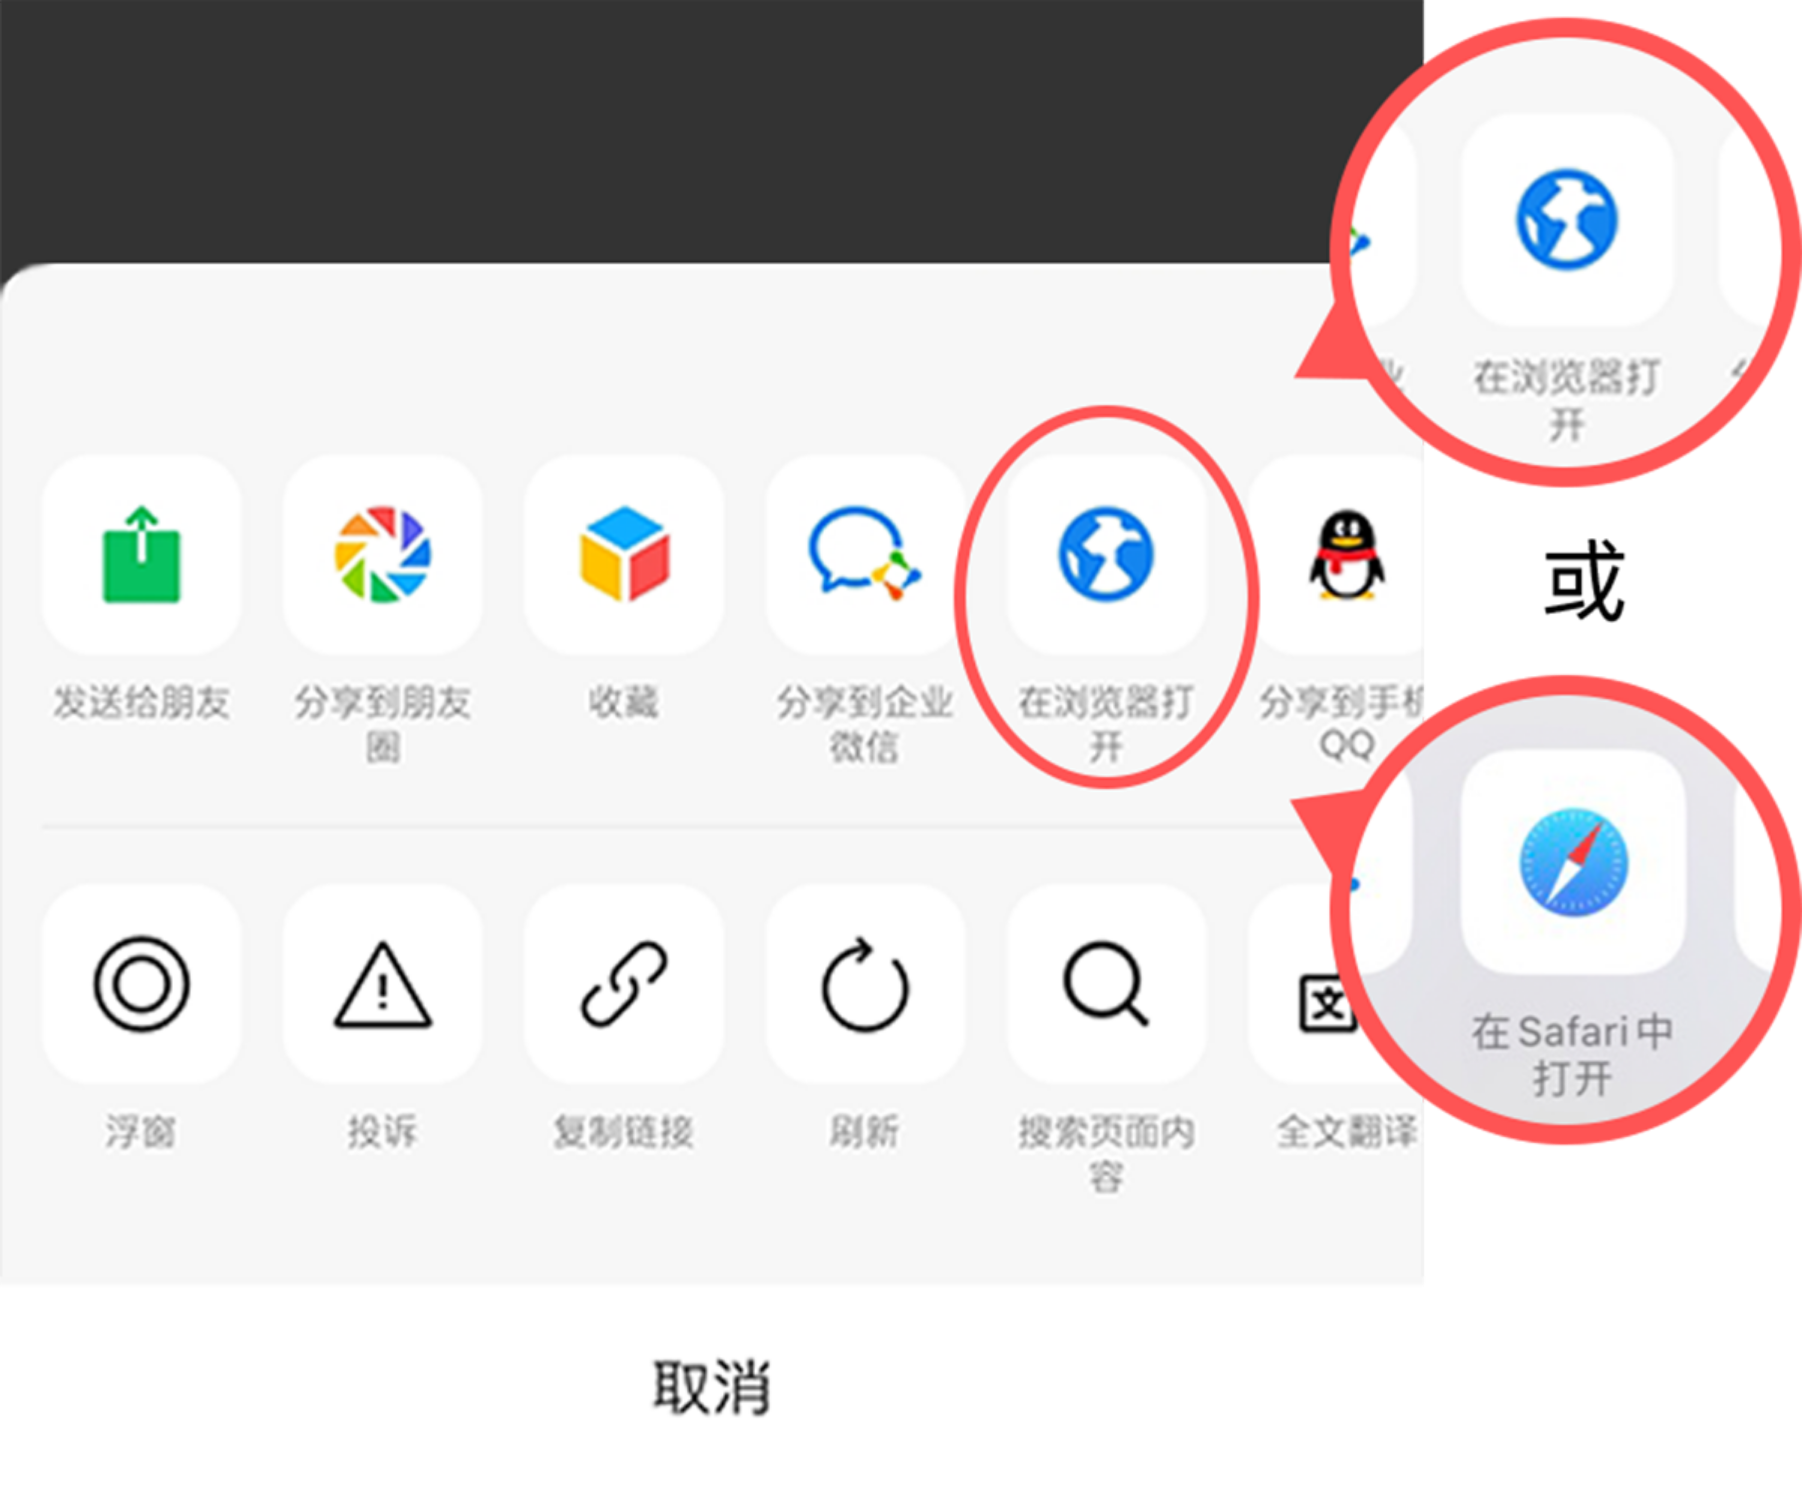 在浏览器打
开
或
发送给朋友
分享到朋友
圈
收藏
分享到企业
微信
在浏览器打
开
分享到手机
QQ
在Safari中
打开
浮窗
投诉
复制链接
刷新
搜索页面内
容
全文翻译
取消